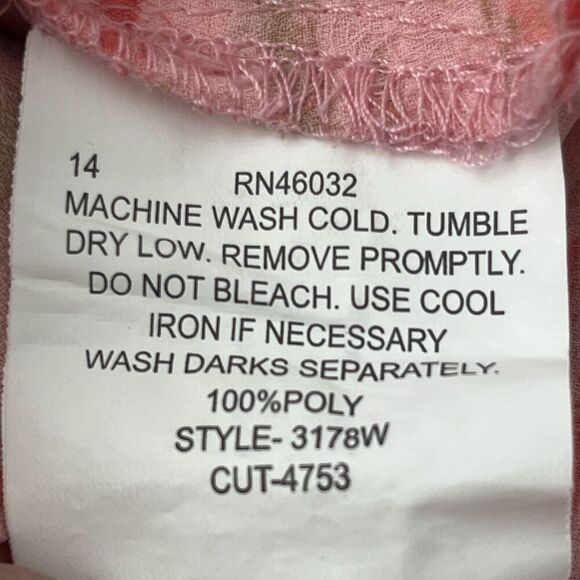 14 RN46032
MACHINE WASH COLD. TUMBLE
DRY LOW. REMOVE PROMPTLY.
DO NOT BLEACH. USE COOL
IRON IF NECESSARY
WASH DARKS SEPARATELY.
100%POLY
STYLE- 3178W
CUT-4753